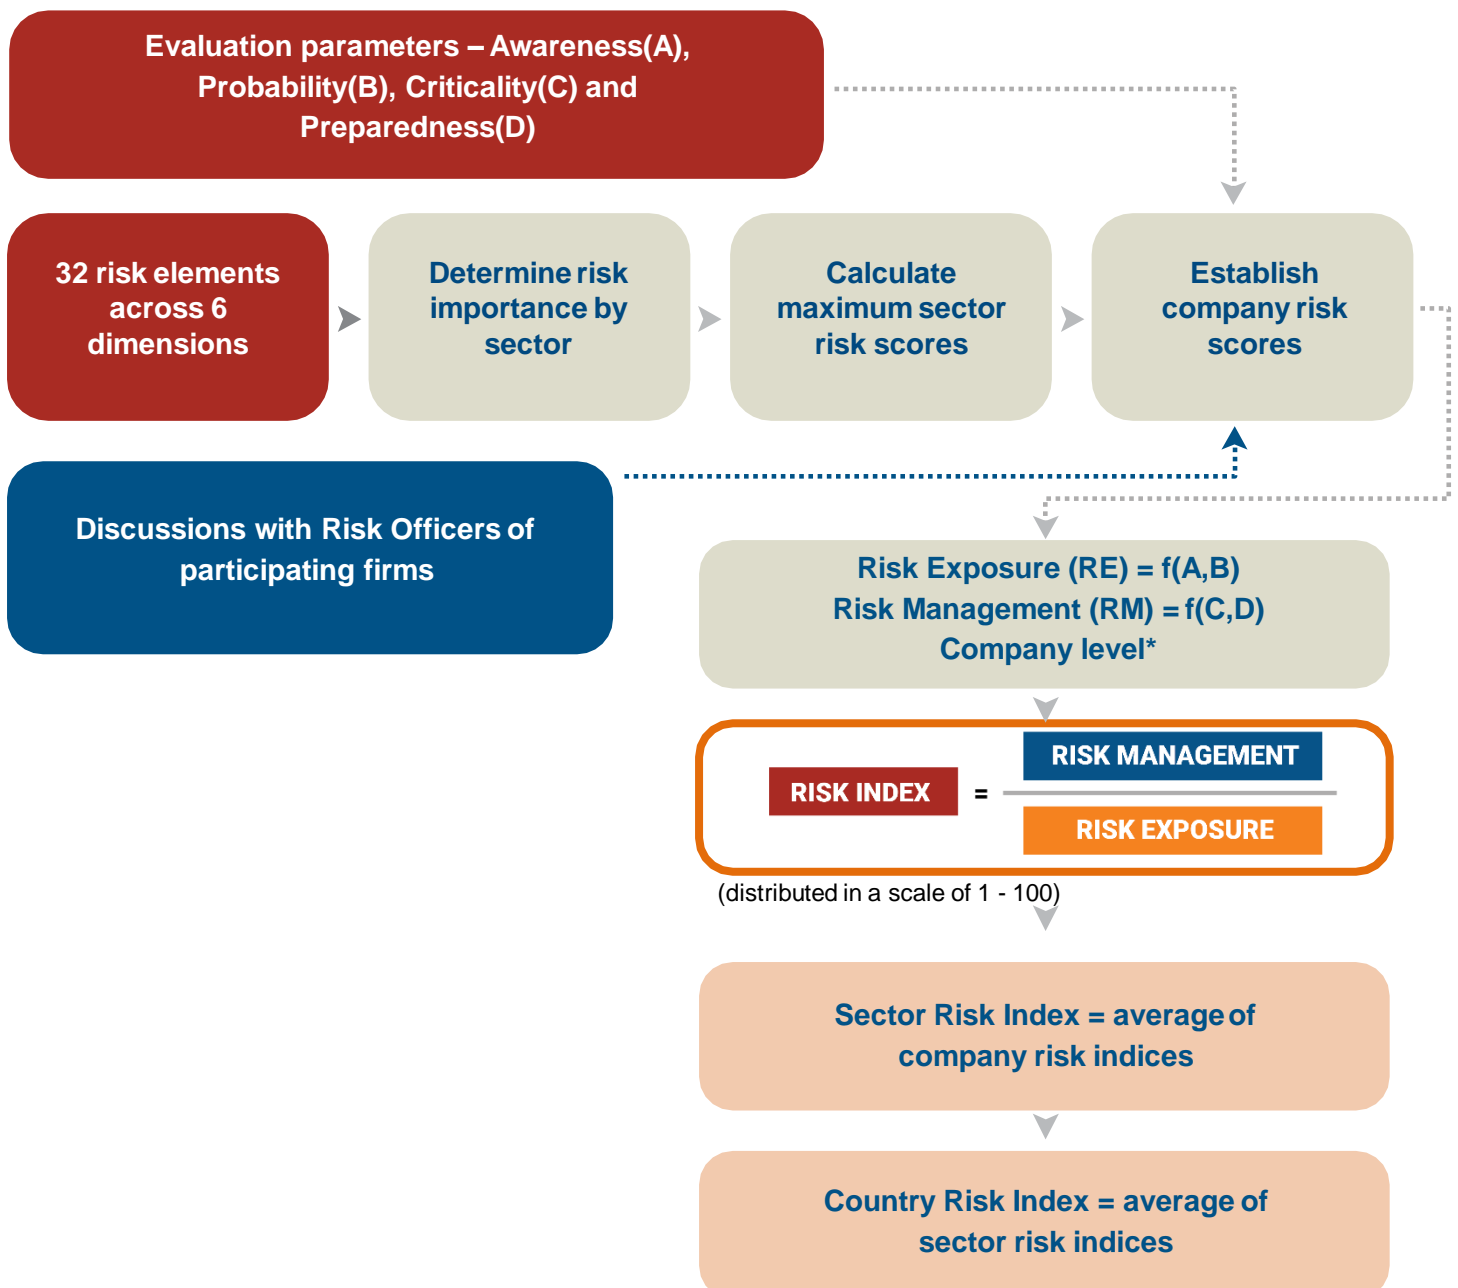 Evaluation parameters – Awareness(A),
Probability(B), Criticality(C) and
Preparedness(D)
32 risk elements
across 6
dimensions
Determine risk
importance by
sector
Calculate
maximum sector
risk scores
Establish
company risk
scores
Discussions with Risk Officers of
participating firms
Risk Exposure (RE) = f(A,B)
Risk Management (RM) = f(C,D)
Company level*
RISK MANAGEMENT
RISK INDEX =
RISK EXPOSURE
(distributed in a scale of 1 - 100)
Sector Risk Index = average of
company risk indices
Country Risk Index = average of
sector risk indices